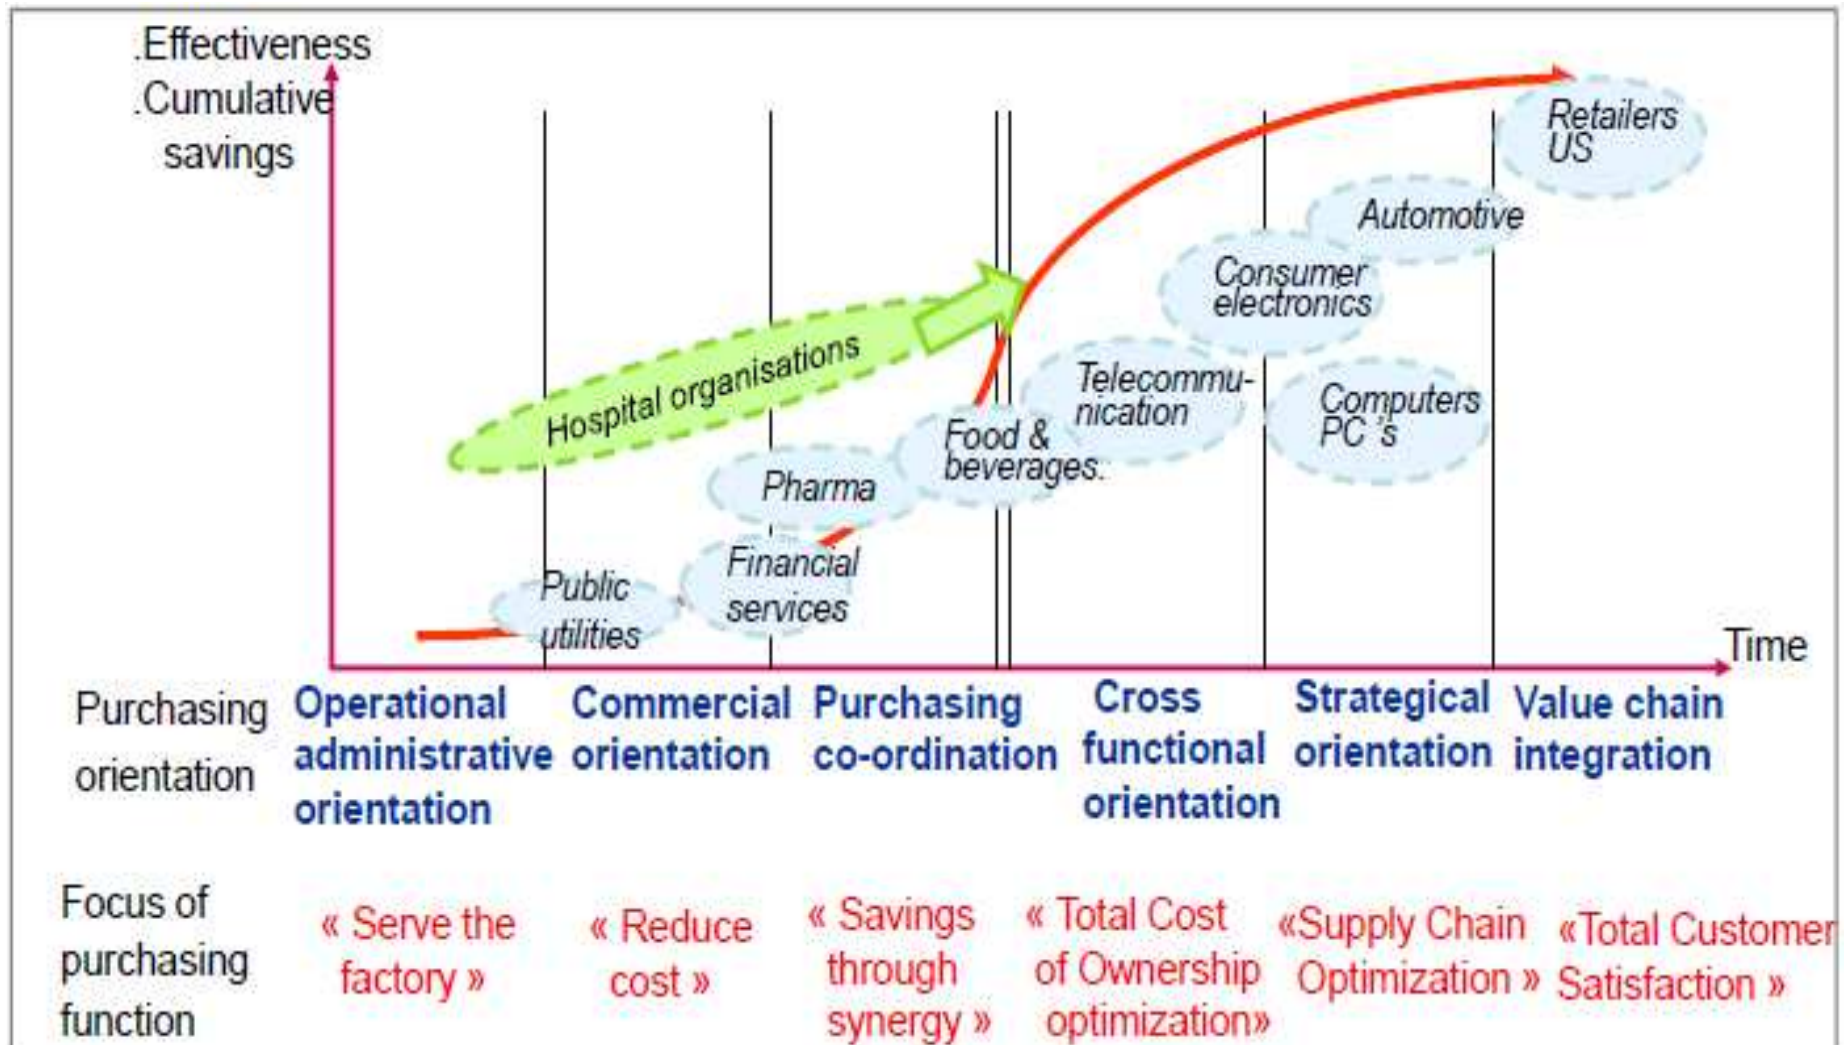 .Effectiveness
.Cumulative
savings
Retailers
US
Automotive
Consumer
electronics
Hospital organisations
Telecommu-
nication
Computers
PC 's
Food &
beverages.
Pharma
Financial
services
Public
utilities
Time
Purchasing
orientation
Operational
administrative
orientation
Commercial
orientation
Purchasing
co-ordination
Cross
functional
orientation
Strategical
orientation
Value chain
integration
Focus of
purchasing
function
« Serve the
factory »
« Reduce
cost »
« Savings
through
synergy »
« Total Cost
of Ownership
optimization»
«Supply Chain
Optimization »
«Total Customer
Satisfaction »